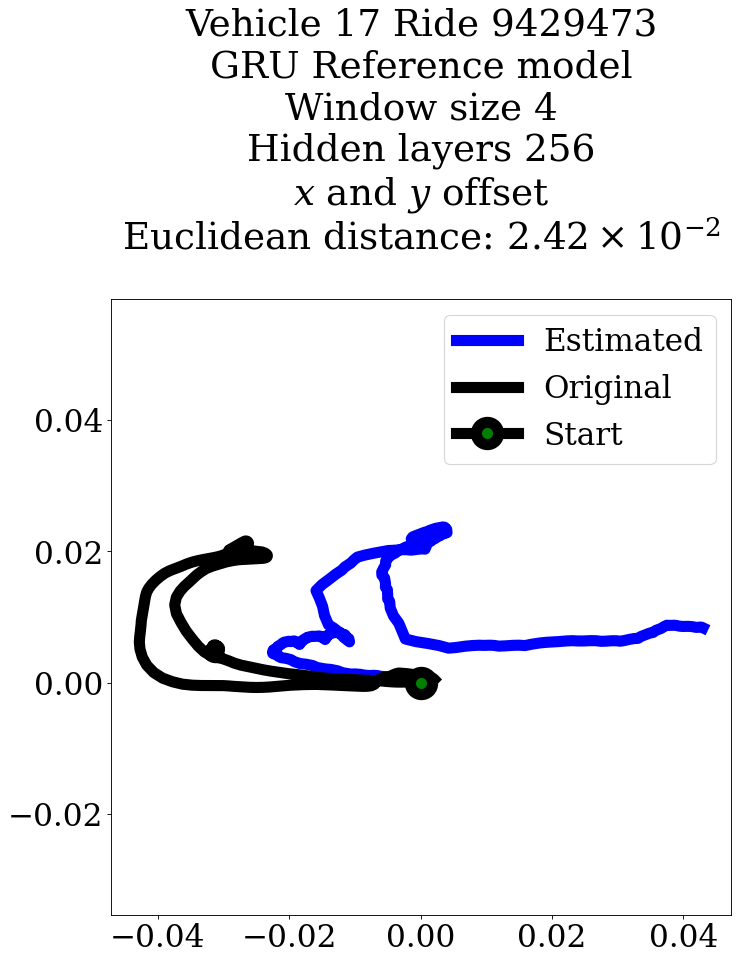 Vehicle 17 Ride 9429473
GRU Reference model
Window size 4
Hidden layers 256
x and y offset
Euclidean distance: 2.42 × 10⁻²
Estimated
Original
Start
0.04
0.02
0.00
−0.02
−0.04 −0.02 0.00 0.02 0.04